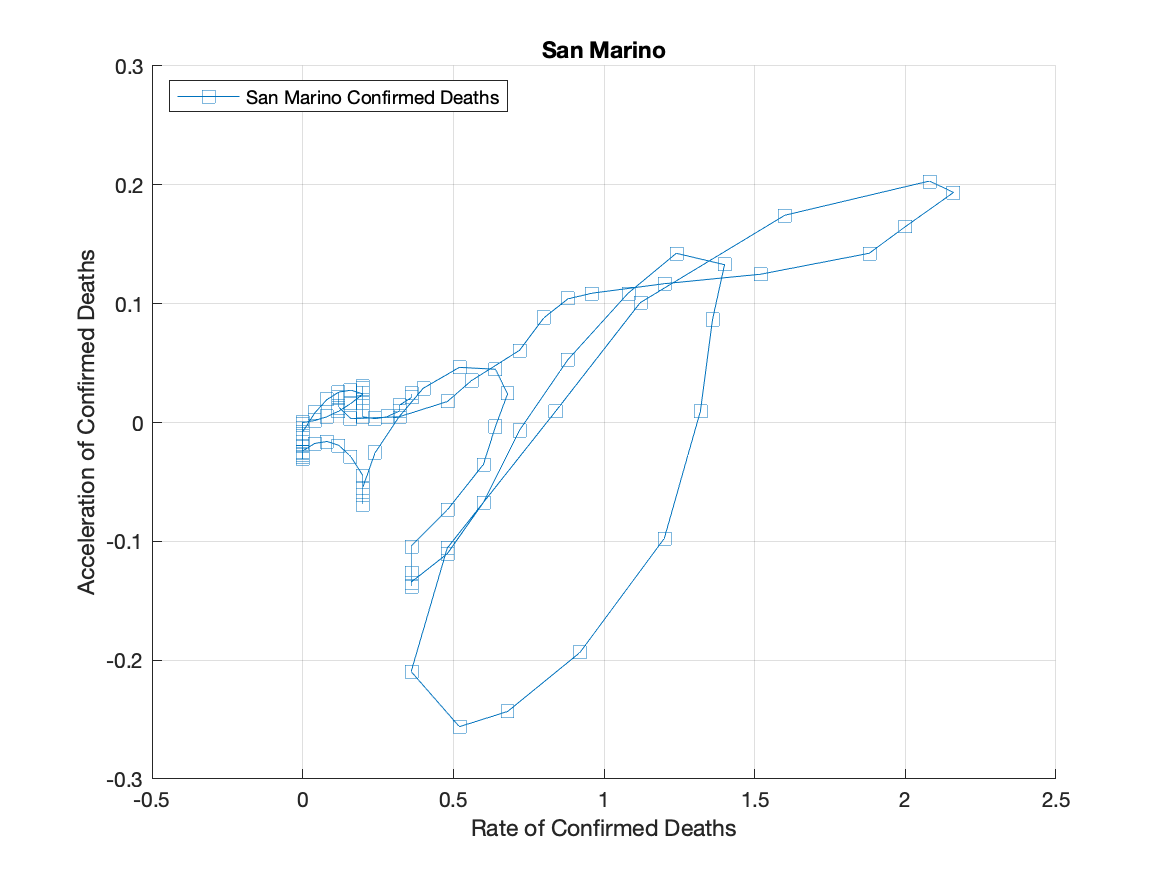 San Marino
San Marino Confirmed Deaths
0.3
0.2
0.1
0
-0.1
-0.2
-0.3
Acceleration of Confirmed Deaths
-0.5 0 0.5 1 1.5 2 2.5
Rate of Confirmed Deaths